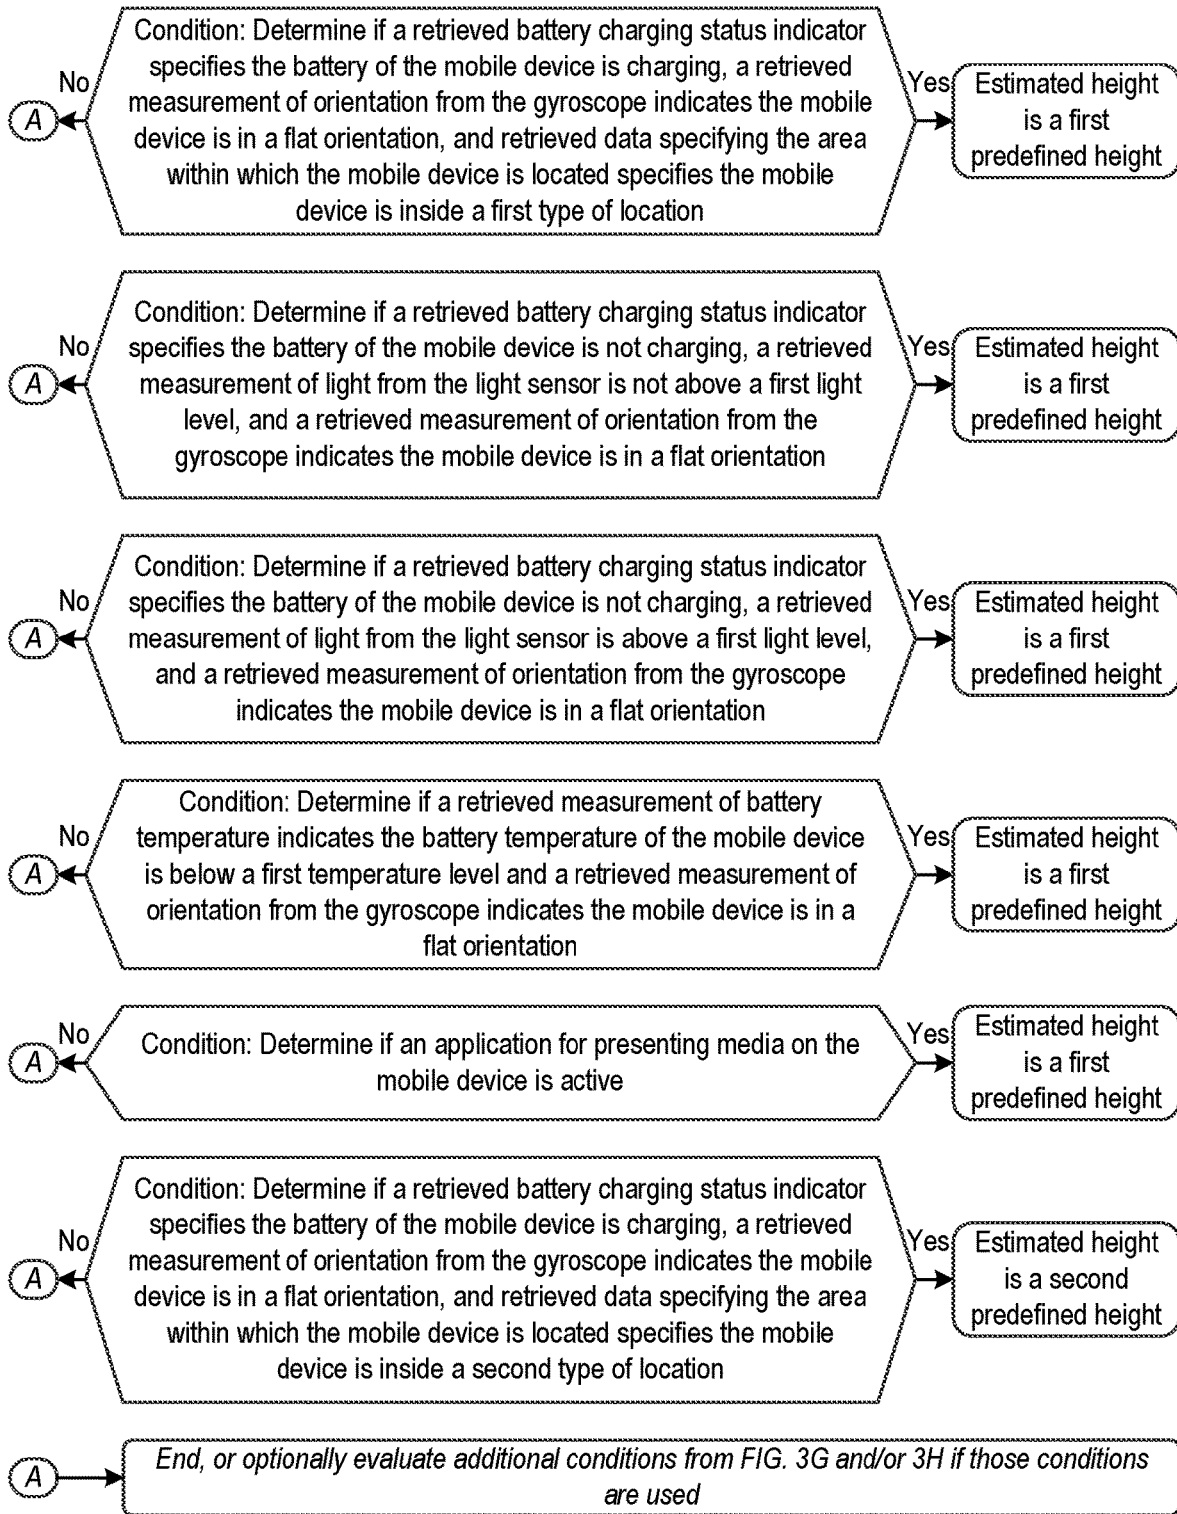 Condition: Determine if a retrieved battery charging status indicator
specifies the battery of the mobile device is charging, a retrieved
measurement of orientation from the gyroscope indicates the mobile
device is in a flat orientation, and retrieved data specifying the area
within which the mobile device is located specifies the mobile
device is inside a first type of location
No
A
Yes
Estimated height
is a first
predefined height
Condition: Determine if a retrieved battery charging status indicator
specifies the battery of the mobile device is not charging, a retrieved
measurement of light from the light sensor is not above a first light
level, and a retrieved measurement of orientation from the
gyroscope indicates the mobile device is in a flat orientation
No
A
Yes
Estimated height
is a first
predefined height
Condition: Determine if a retrieved battery charging status indicator
specifies the battery of the mobile device is not charging, a retrieved
measurement of light from the light sensor is above a first light level,
and a retrieved measurement of orientation from the gyroscope
indicates the mobile device is in a flat orientation
No
A
Yes
Estimated height
is a first
predefined height
Condition: Determine if a retrieved measurement of battery
temperature indicates the battery temperature of the mobile device
is below a first temperature level and a retrieved measurement of
orientation from the gyroscope indicates the mobile device is in a
flat orientation
No
A
Yes
Estimated height
is a first
predefined height
Condition: Determine if an application for presenting media on the
mobile device is active
No
A
Yes
Estimated height
is a first
predefined height
Condition: Determine if a retrieved battery charging status indicator
specifies the battery of the mobile device is charging, a retrieved
measurement of orientation from the gyroscope indicates the mobile
device is in a flat orientation, and retrieved data specifying the area
within which the mobile device is located specifies the mobile
device is inside a second type of location
No
A
Yes
Estimated height
is a second
predefined height
A
End, or optionally evaluate additional conditions from FIG. 3G and/or 3H if those conditions
are used